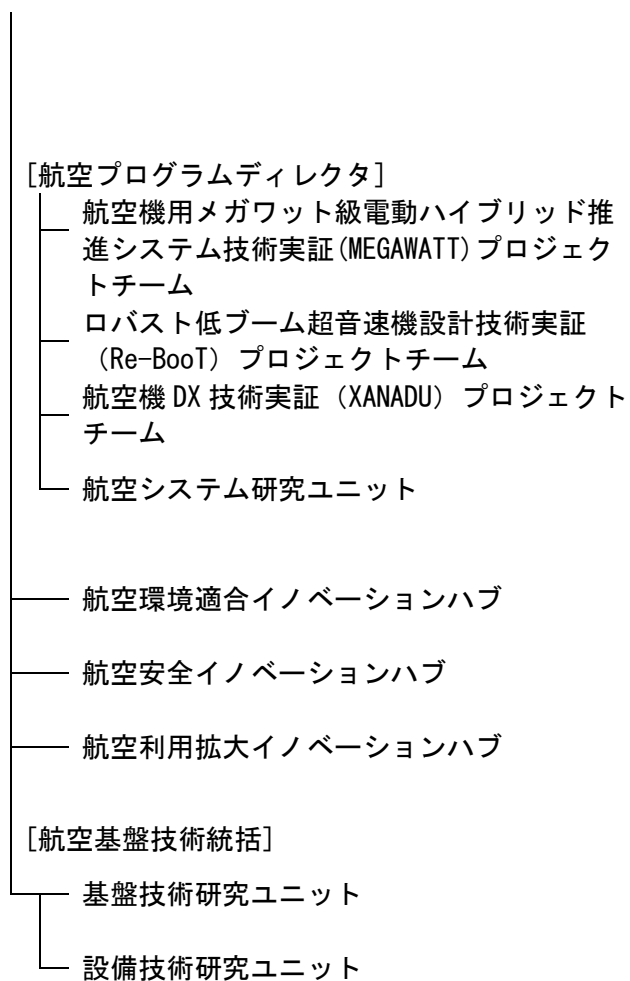 [航空プログラムディレクタ]
航空機用メガワット級電動ハイブリッド推
進システム技術実証(MEGAWATT)プロジェク
トチーム
ロバスト低ブーム超音速機設計技術実証
（Re-BooT）プロジェクトチーム
航空機 DX 技術実証（XANADU）プロジェクト
チーム
航空システム研究ユニット
航空環境適合イノベーションハブ
航空安全イノベーションハブ
航空利用拡大イノベーションハブ
[航空基盤技術統括]
基盤技術研究ユニット
設備技術研究ユニット